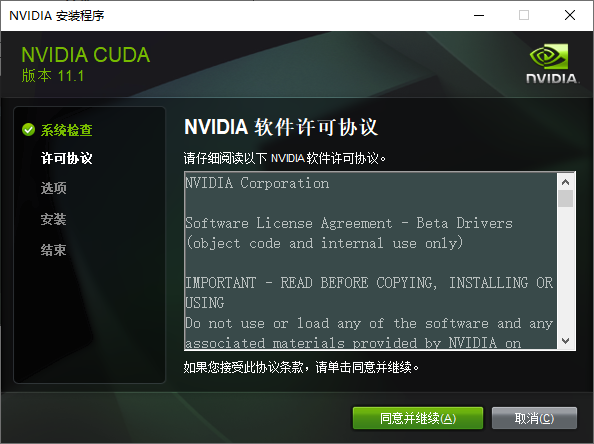 NVIDIA 安装程序
NVIDIA CUDA
版本 11.1
NVIDIA.
系统检查
许可协议
选项
安装
结束
NVIDIA 软件许可协议
请仔细阅读以下 NVIDIA 软件许可协议。
NVIDIA Corporation
Software License Agreement - Beta Drivers
(object code and internal use only)
IMPORTANT - READ BEFORE COPYING, INSTALLING OR
USING
Do not use or load any of the software and any
associated materials provided by NVIDIA on
如果您接受此协议条款，请单击同意并继续。
同意并继续(A)
取消(C)